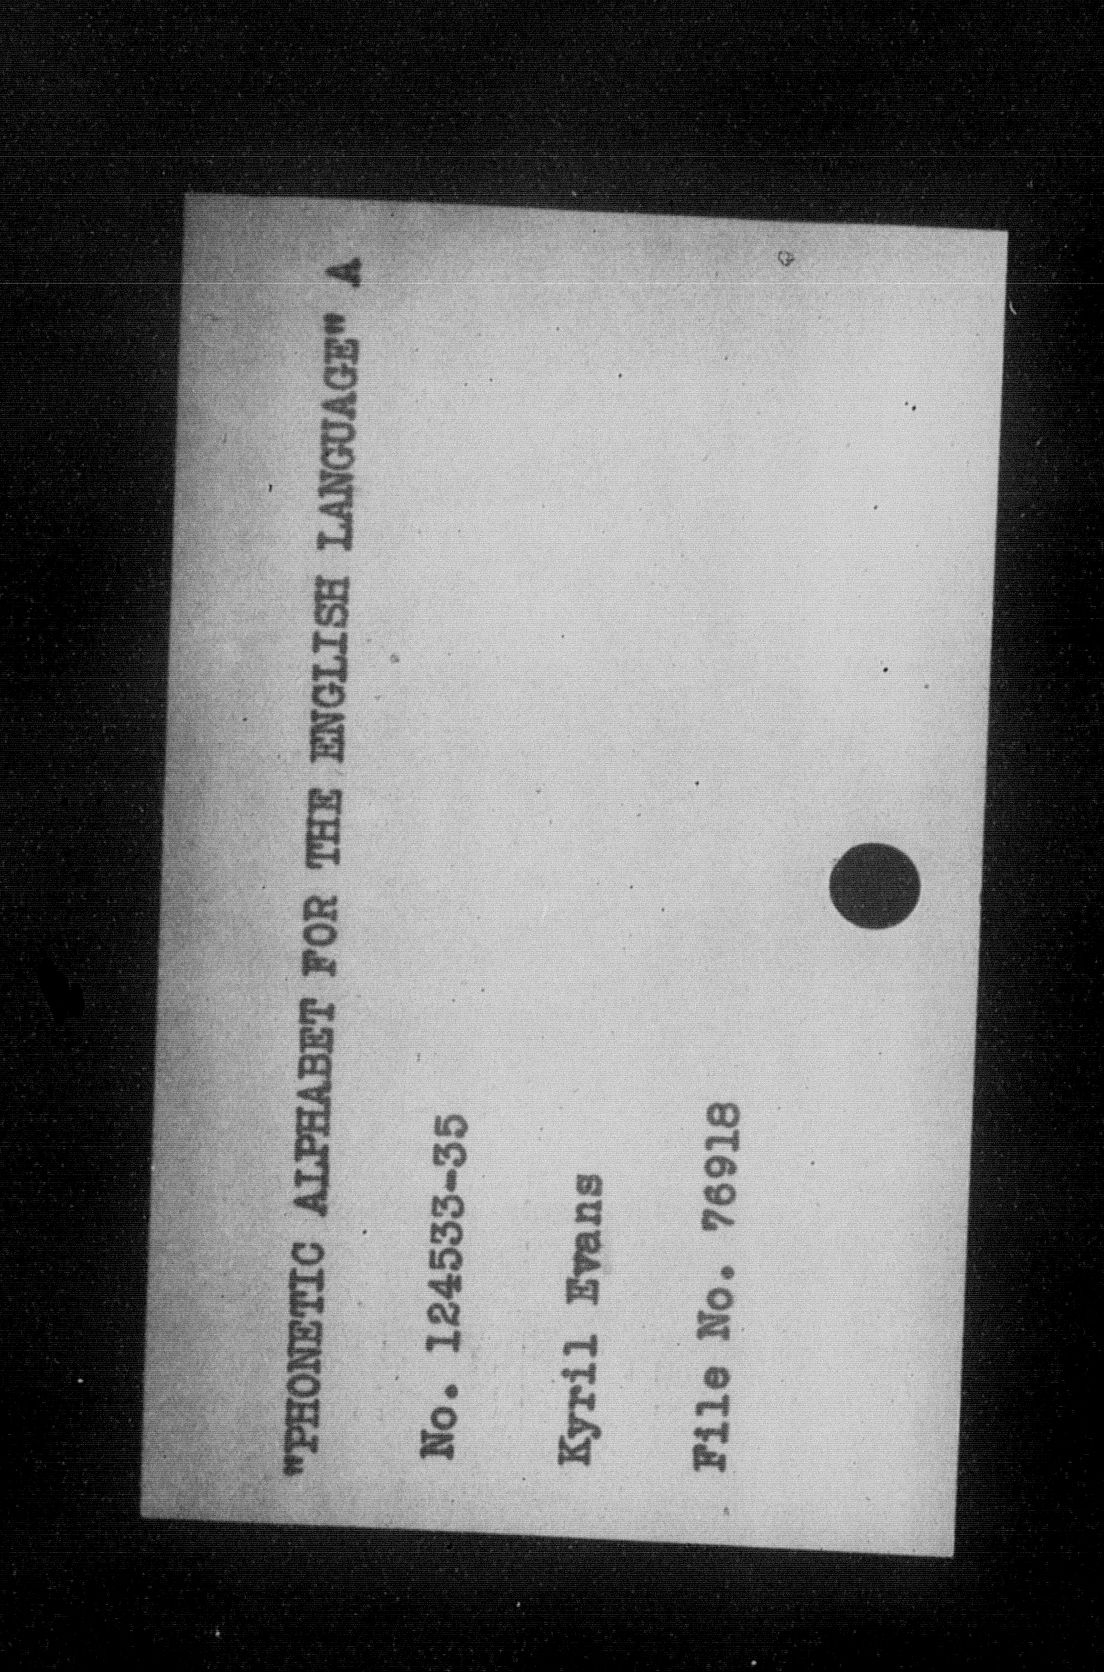 "PHONETIC ALPHABET FOR THE ENGLISH LANGUAGE" A
No. 124533-35
Kyril Evans
File No. 76918